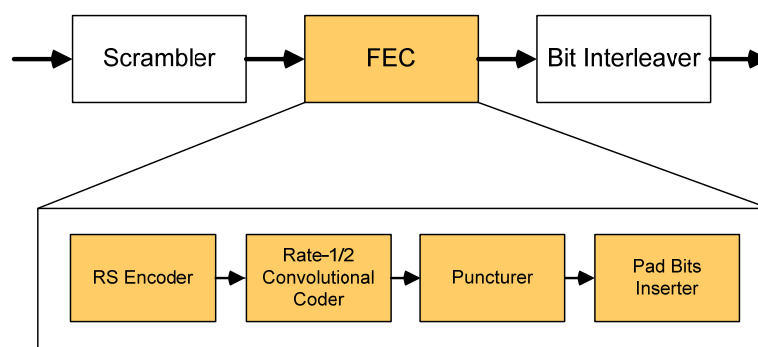 Scrambler
FEC
Bit Interleaver
RS Encoder
Rate-1/2
Convolutional
Coder
Puncturer
Pad Bits
Inserter